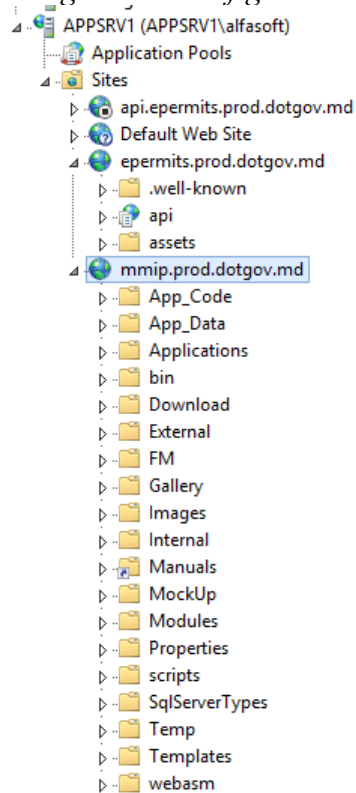 APPSRV1 (APPSRV1\alfasoft)
Application Pools
Sites
api.epermits.prod.dotgov.md
Default Web Site
epermits.prod.dotgov.md
.well-known
api
assets
mmip.prod.dotgov.md
App_Code
App_Data
Applications
bin
Download
External
FM
Gallery
Images
Internal
Manuals
MockUp
Modules
Properties
scripts
SqlServerTypes
Temp
Templates
webasm